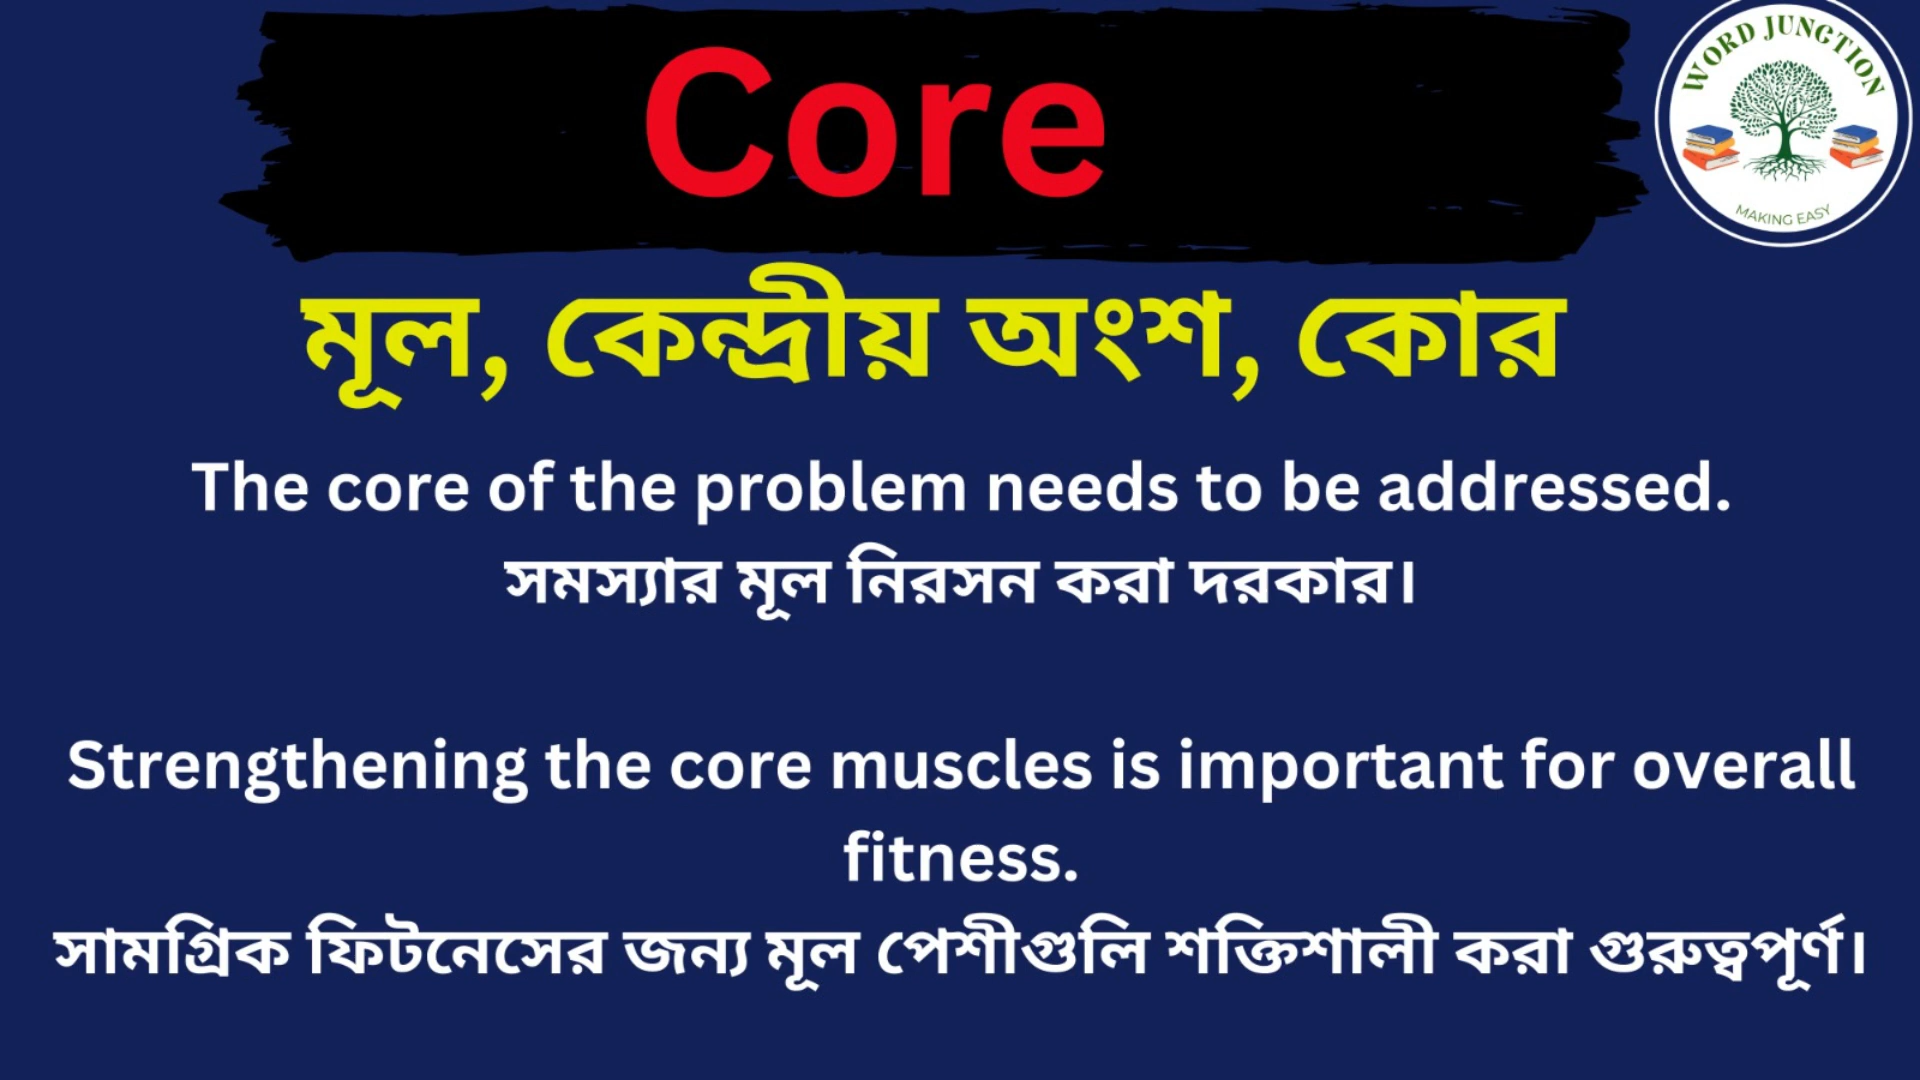 Core
WORD JUNCTION
MAKING EASY
মূল, কেন্দ্রীয় অংশ, কোর
The core of the problem needs to be addressed.
সমস্যার মূল নিরসন করা দরকার।
Strengthening the core muscles is important for overall
fitness.
সামগ্রিক ফিটনেসের জন্য মূল পেশীগুলি শক্তিশালী করা গুরুত্বপূর্ণ।